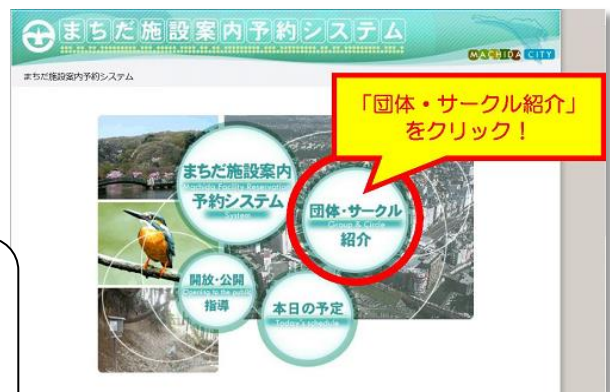 まちだ施設案内予約システム
MACHIDA CITY
まちだ施設案内予約システム
「団体・サークル紹介」
をクリック！
まちだ施設案内
Machida Facility Reservation
予約システム
System
団体・サークル
Group & Circle
紹介
開放・公開
Opening to the public
指導
本日の予定
Today's schedule